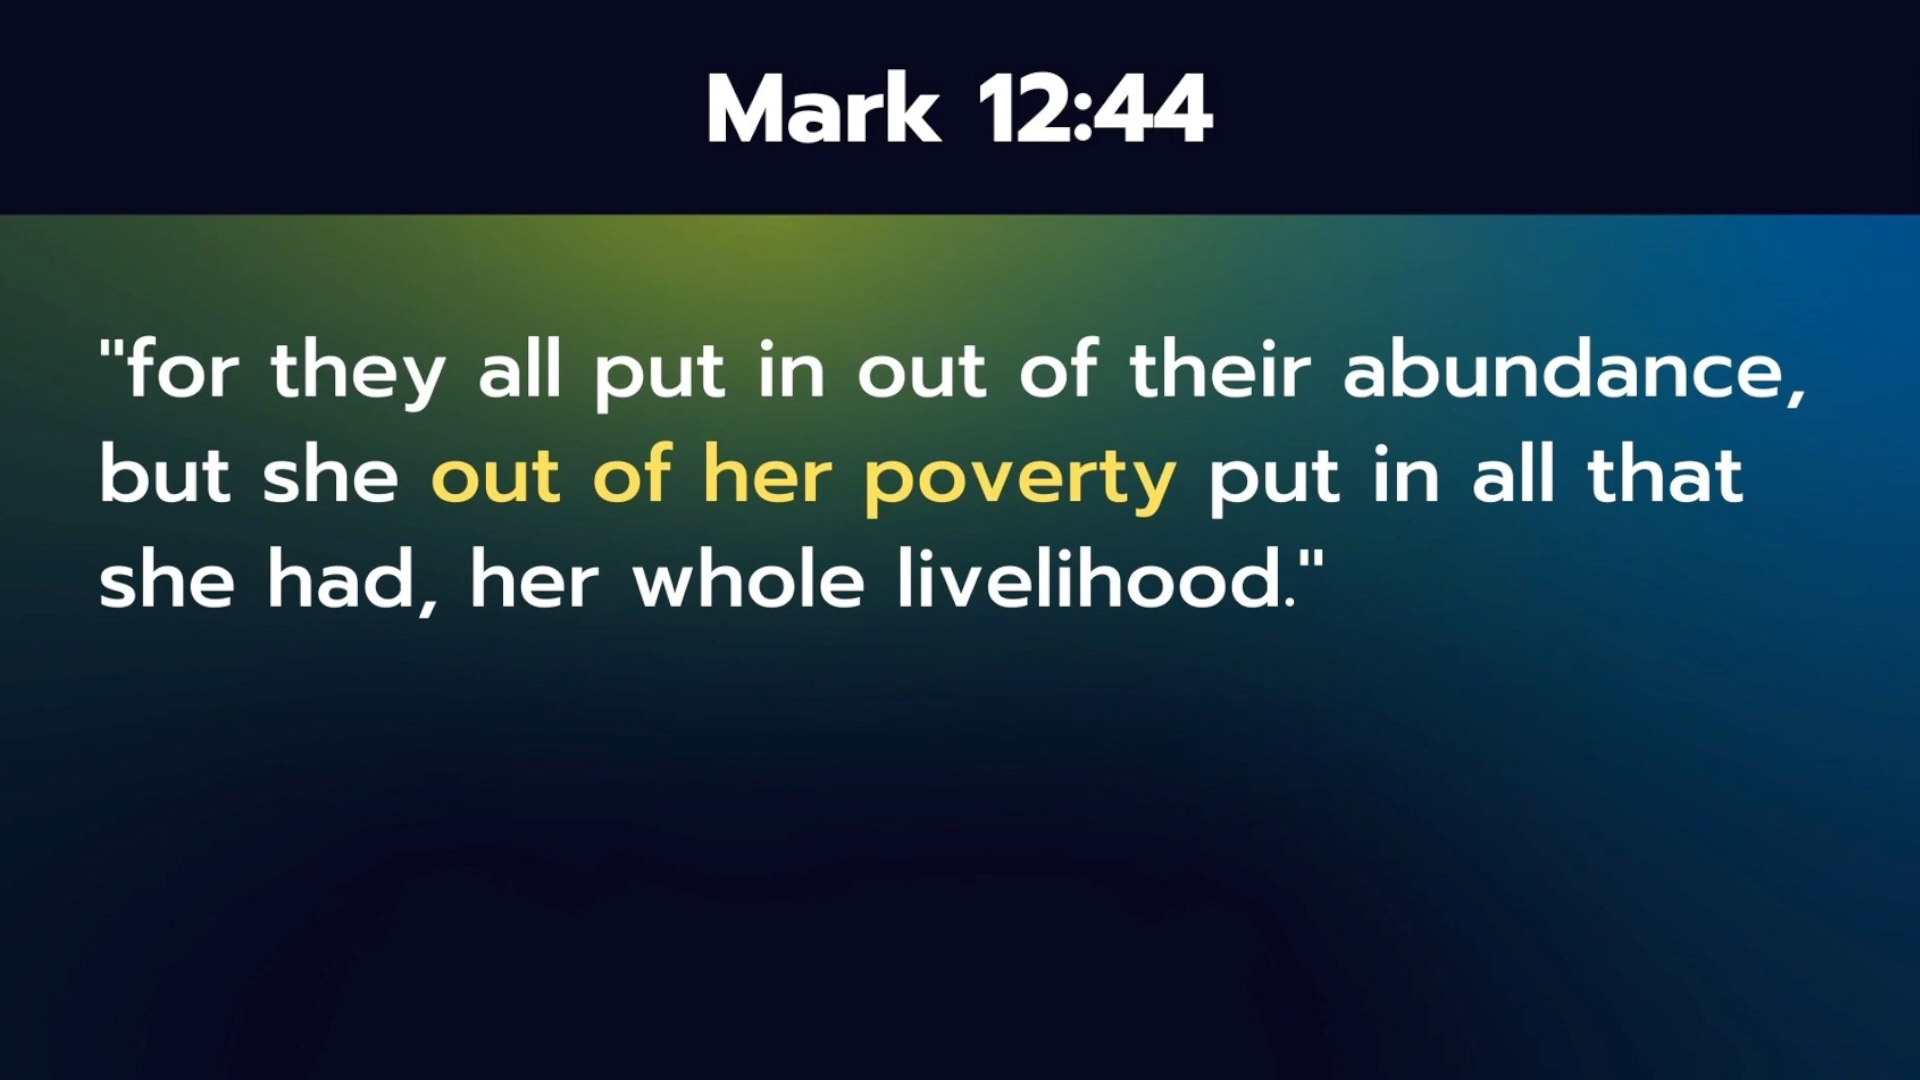 Mark 12:44
"for they all put in out of their abundance,
but she out of her poverty put in all that
she had, her whole livelihood."